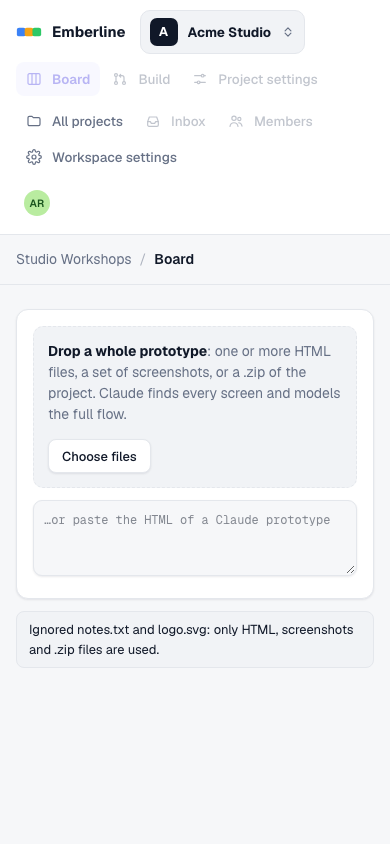 Emberline
A Acme Studio
Board Build Project settings
All projects Inbox Members
Workspace settings
AR
Studio Workshops / Board
Drop a whole prototype: one or more HTML
files, a set of screenshots, or a .zip of the
project. Claude finds every screen and models
the full flow.
Choose files
…or paste the HTML of a Claude prototype
Ignored notes.txt and logo.svg: only HTML, screenshots
and .zip files are used.